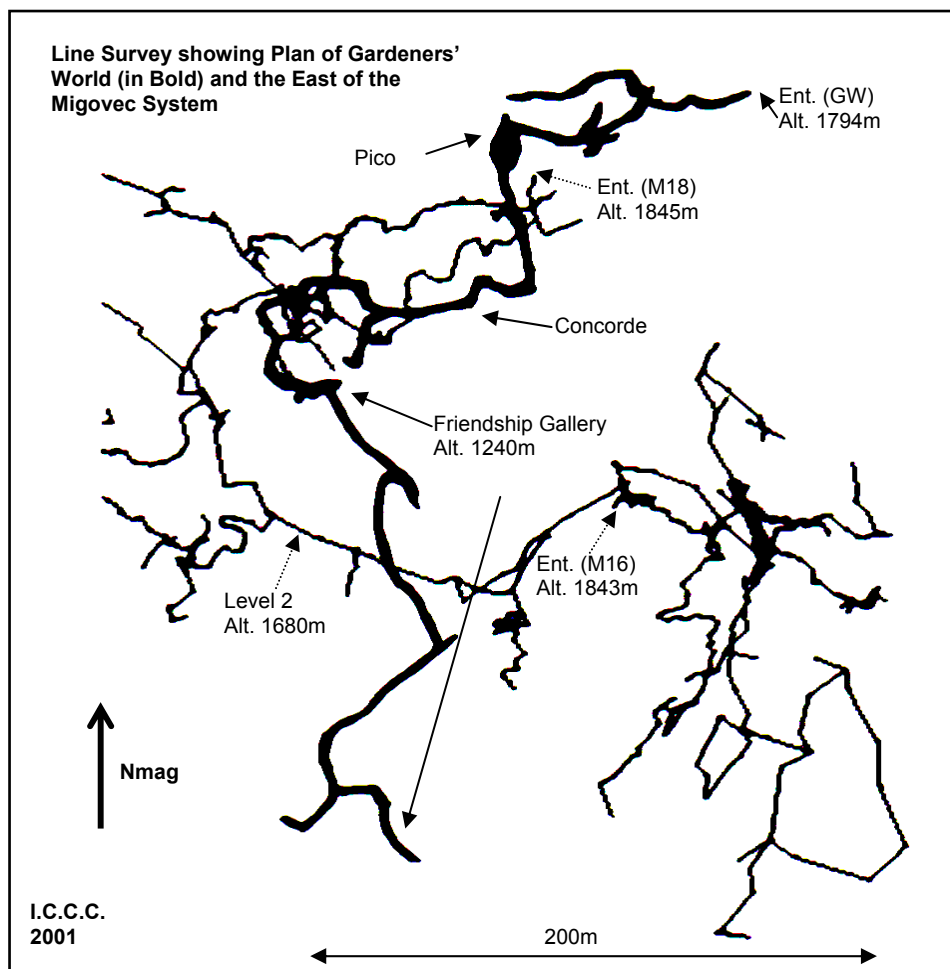 Line Survey showing Plan of Gardeners'
World (in Bold) and the East of the
Migovec System
Ent. (GW)
Alt. 1794m
Pico
Ent. (M18)
Alt. 1845m
Concorde
Friendship Gallery
Alt. 1240m
Ent. (M16)
Alt. 1843m
Level 2
Alt. 1680m
Nmag
I.C.C.C.
2001
200m